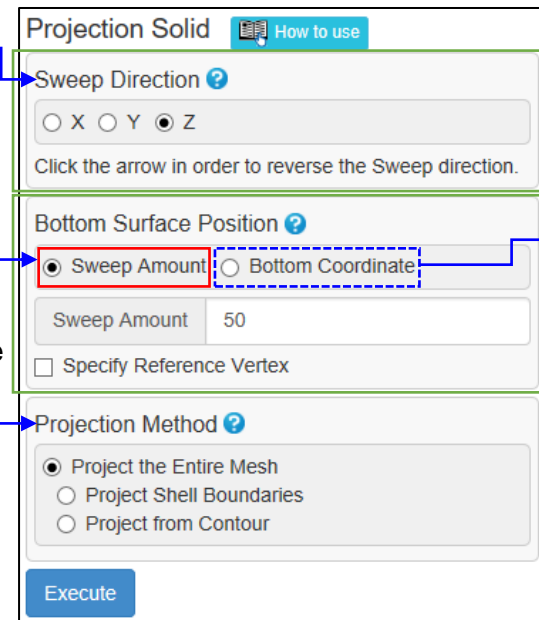 Projection Solid How to use
Sweep Direction ?
X Y Z
Click the arrow in order to reverse the Sweep direction.
Bottom Surface Position ?
Sweep Amount Bottom Coordinate
Sweep Amount 50
e
Specify Reference Vertex
Projection Method ?
Project the Entire Mesh
Project Shell Boundaries
Project from Contour
Execute